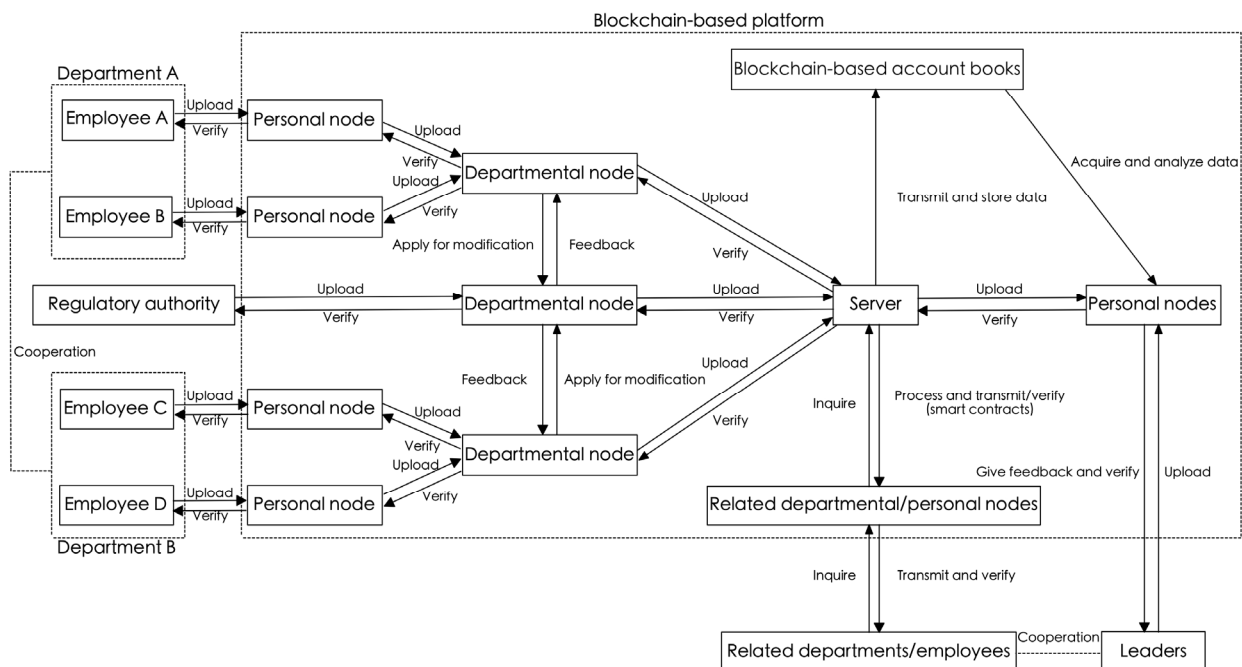 Blockchain-based platform
Department A
Blockchain-based account books
Employee A
Upload
Verify
Personal node
Upload
Verify
Departmental node
Acquire and analyze data
Employee B
Upload
Verify
Personal node
Upload
Verify
Upload
Verify
Transmit and store data
Apply for modification
Feedback
Regulatory authority
Upload
Verify
Departmental node
Upload
Verify
Server
Upload
Verify
Personal nodes
Cooperation
Feedback
Apply for modification
Upload
Verify
Employee C
Upload
Verify
Personal node
Upload
Verify
Inquire
Process and transmit/verify
(smart contracts)
Departmental node
Upload
Verify
Give feedback and verify
Upload
Employee D
Upload
Verify
Personal node
Related departmental/personal nodes
Department B
Inquire
Transmit and verify
Related departments/employees
Cooperation
Leaders